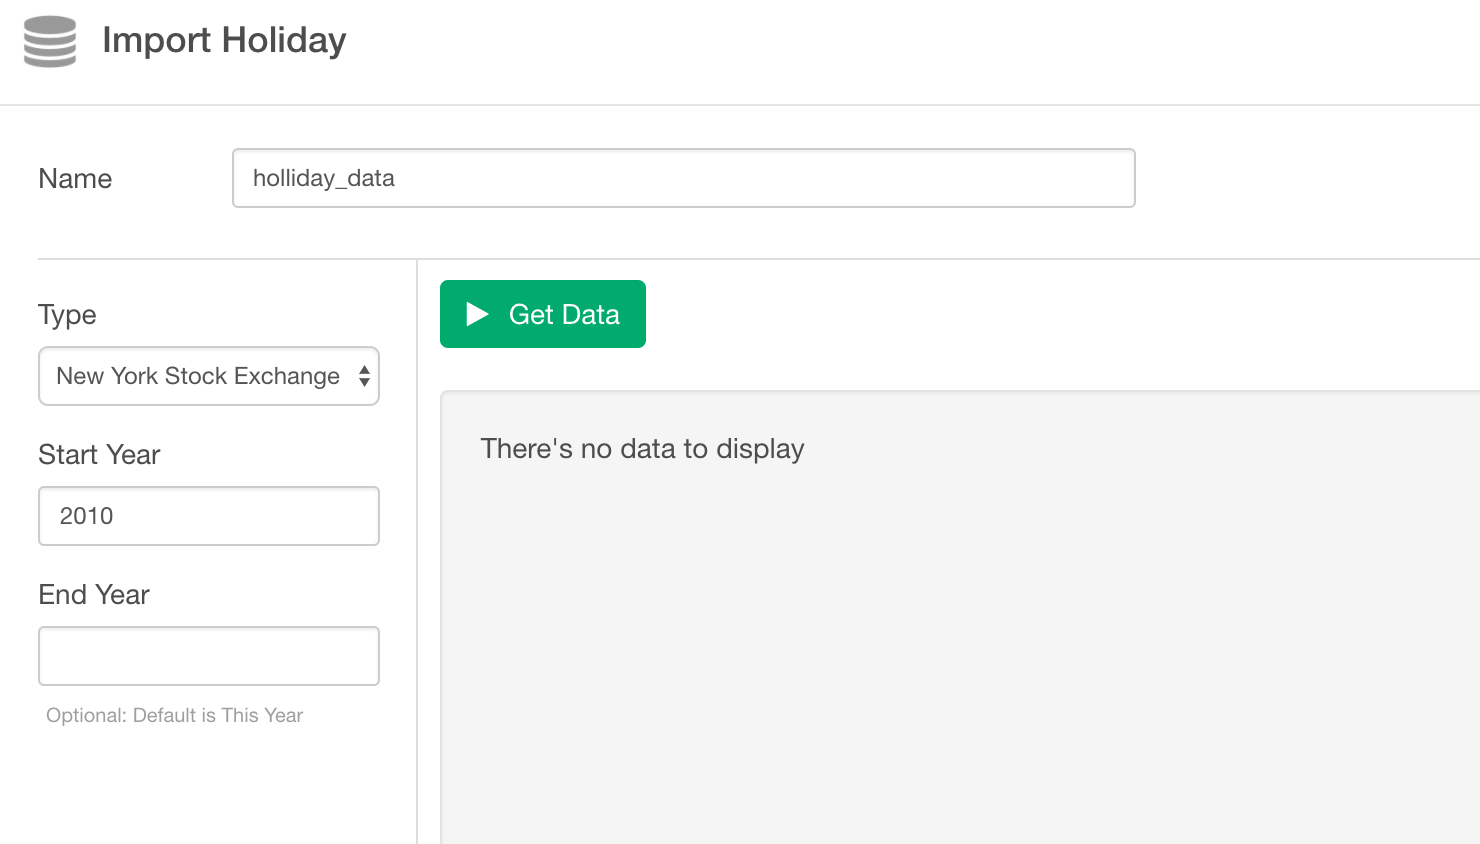 Import Holiday
Name
holliday_data
Type
New York Stock Exchange
Start Year
2010
End Year
Optional: Default is This Year
Get Data
There's no data to display